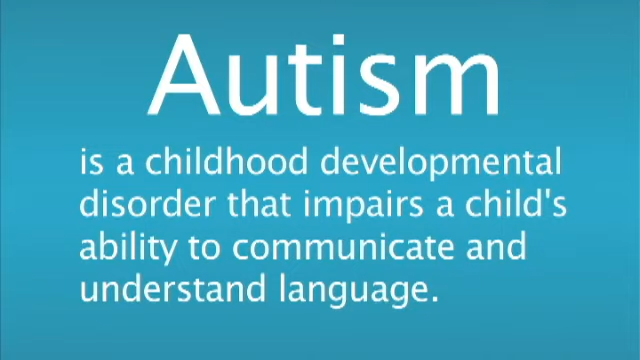 Autism
is a childhood developmental
disorder that impairs a child's
ability to communicate and
understand language.